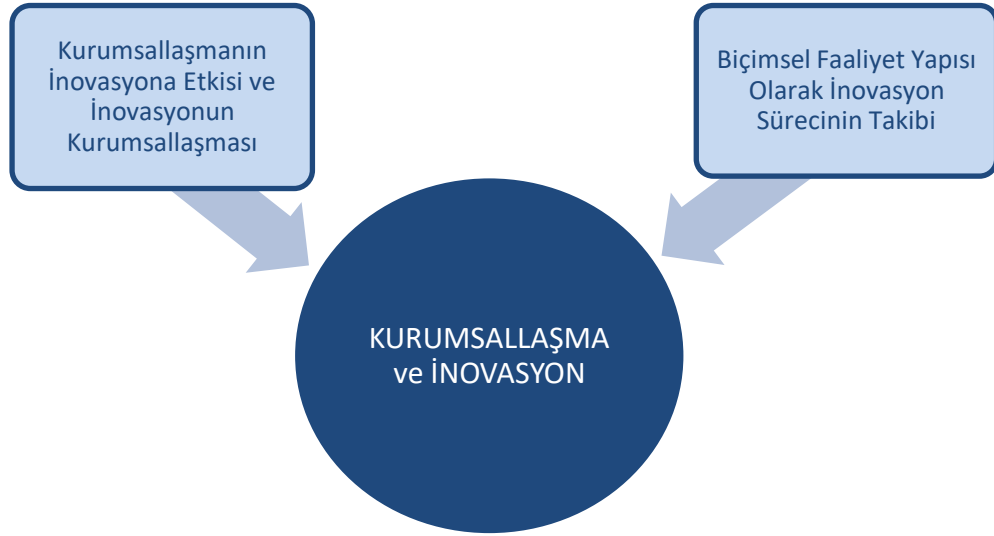 Kurumsallaşmanın
İnovasyona Etkisi ve
İnovasyonun
Kurumsallaşması
Biçimsel Faaliyet Yapısı
Olarak İnovasyon
Sürecinin Takibi
KURUMSALLAŞMA
ve İNOVASYON